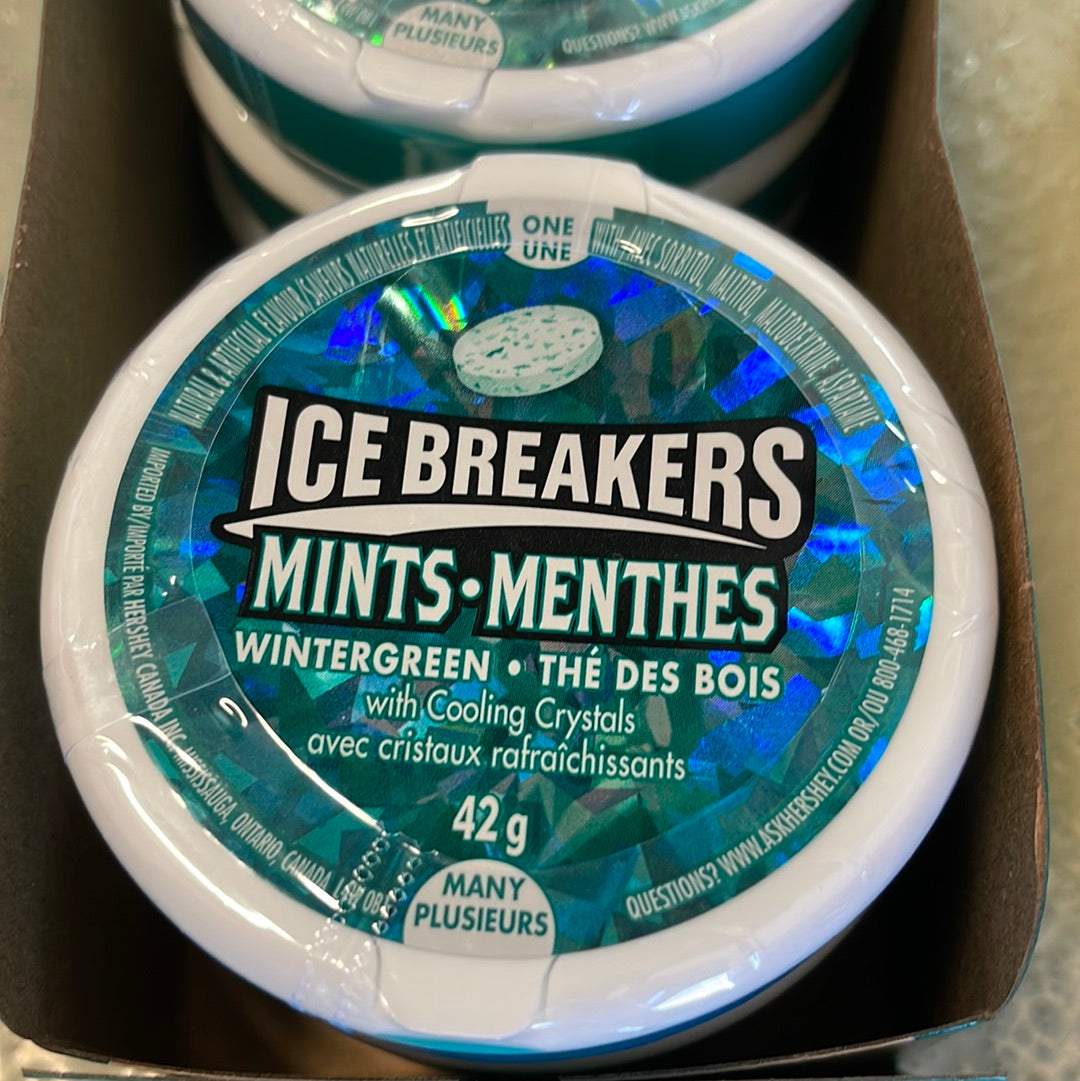 MANY
PLUSIEURS
QUESTIONS?
ONE
UNE
NATURAL & ARTIFICIAL FLAVOUR / SAVEURS NATURELLES ET ARTIFICIELLES
WITH / AVEC SORBITOL, MALTITOL, MALTODEXTRINE, ASPARTAME
ICE BREAKERS
MINTS • MENTHES
WINTERGREEN • THÉ DES BOIS
with Cooling Crystals
avec cristaux rafraîchissants
42 g
IMPORTED BY/IMPORTÉ PAR HERSHEY CANADA INC. MISSISSAUGA, ONTARIO, CANADA
QUESTIONS? WWW.ASKHERSHEY.COM OR/OU 800-468-1714
MANY
PLUSIEURS